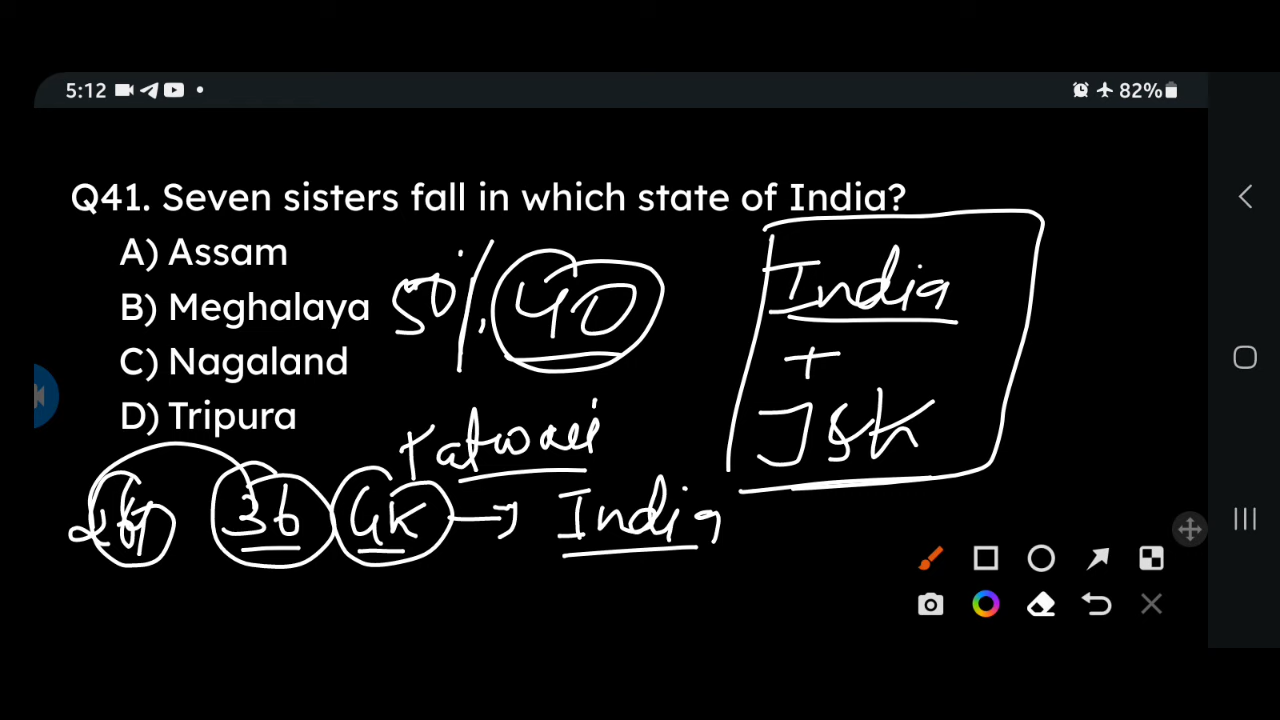 5:12 82%
Q41. Seven sisters fall in which state of India?
A) Assam
B) Meghalaya
C) Nagaland
D) Tripura
50%. 40
India
+
J&K
Patwari
36 GK → India